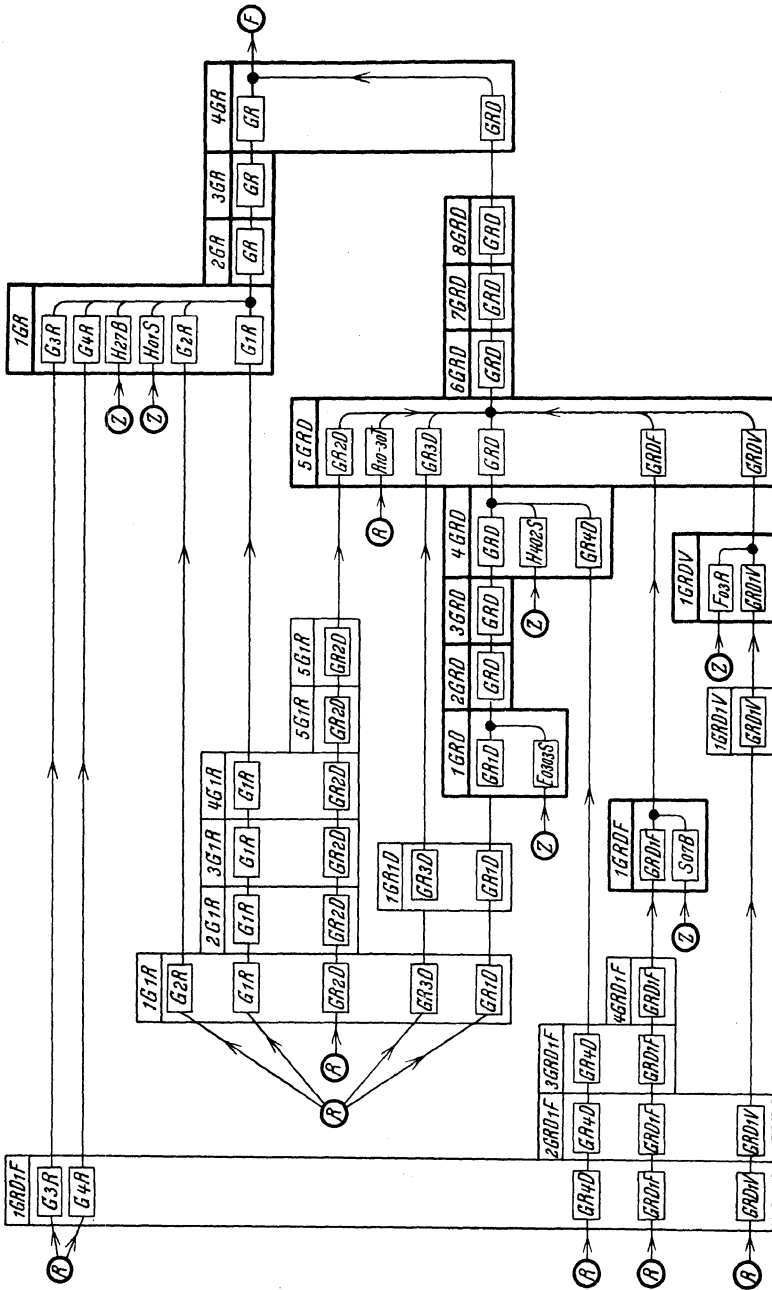 F
4GR
GR
GRD
3GR
GR
2GR
GR
1GR
G3R
G4R
H27B
H01S
G2R
G1R
Z
Z
8GRD
GRD
7GRD
GRD
6GRD
GRD
5GRD
GR2D
GR3D
GRD
GRDF
GRDV
R
4GRD
GRD
H402S
GR4D
Z
3GRD
GRD
2GRD
GRD
1GRD
GR1D
F0303S
Z
1GRDV
F03R
GRD1V
Z
1GRD1V
GRD1V
1GRDF
GRD1F
S07B
Z
5G1R
GR2D
5G1R
GR2D
4G1R
G1R
GR2D
3G1R
G1R
GR2D
2G1R
G1R
GR2D
1GR1D
GR3D
GR1D
1G1R
G2R
G1R
GR2D
GR3D
GR1D
R
R
4GRD1F
GRD1F
3GRD1F
GR4D
GRD1F
2GRD1F
GR4D
GRD1F
GRD1V
1GRD1F
G3R
G4R
GR4D
GRD1F
GRD1V
R
R
R
R